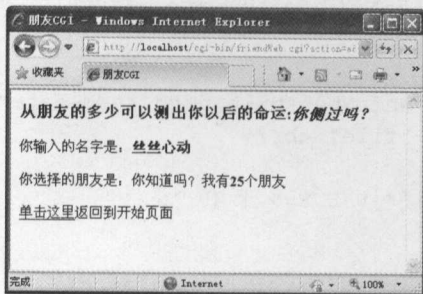 朋友CGI - Windows Internet Explorer
http://localhost/cgi-bin/friendWeb.cgi?action=
收藏夹 朋友CGI
从朋友的多少可以测出你以后的命运:你侧过吗?
你输入的名字是：丝丝心动
你选择的朋友是：你知道吗？我有25个朋友
单击这里返回到开始页面
完成 Internet 100%